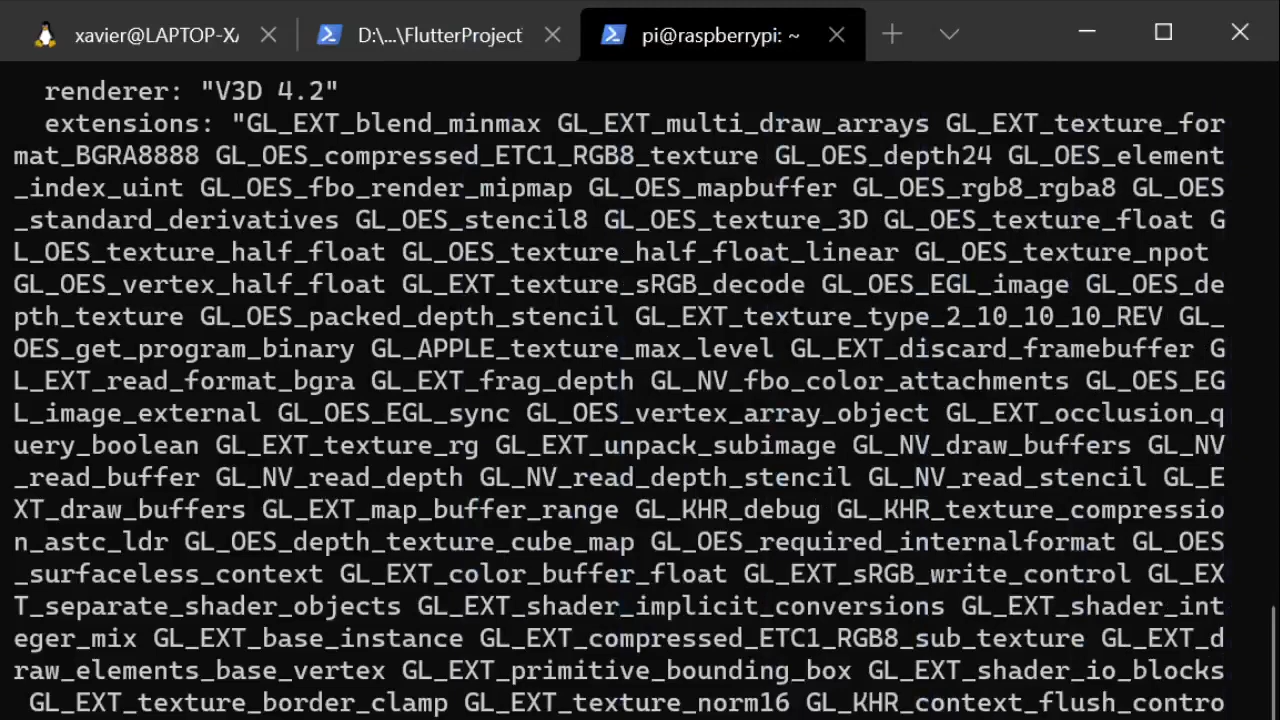 xavier@LAPTOP-XA
D:\...\FlutterProject
pi@raspberrypi: ~
renderer: "V3D 4.2"
extensions: "GL_EXT_blend_minmax GL_EXT_multi_draw_arrays GL_EXT_texture_for
mat_BGRA8888 GL_OES_compressed_ETC1_RGB8_texture GL_OES_depth24 GL_OES_element
_index_uint GL_OES_fbo_render_mipmap GL_OES_mapbuffer GL_OES_rgb8_rgba8 GL_OES
_standard_derivatives GL_OES_stencil8 GL_OES_texture_3D GL_OES_texture_float G
L_OES_texture_half_float GL_OES_texture_half_float_linear GL_OES_texture_npot
GL_OES_vertex_half_float GL_EXT_texture_sRGB_decode GL_OES_EGL_image GL_OES_de
pth_texture GL_OES_packed_depth_stencil GL_EXT_texture_type_2_10_10_10_REV GL_
OES_get_program_binary GL_APPLE_texture_max_level GL_EXT_discard_framebuffer G
L_EXT_read_format_bgra GL_EXT_frag_depth GL_NV_fbo_color_attachments GL_OES_EG
L_image_external GL_OES_EGL_sync GL_OES_vertex_array_object GL_EXT_occlusion_q
uery_boolean GL_EXT_texture_rg GL_EXT_unpack_subimage GL_NV_draw_buffers GL_NV
_read_buffer GL_NV_read_depth GL_NV_read_depth_stencil GL_NV_read_stencil GL_E
XT_draw_buffers GL_EXT_map_buffer_range GL_KHR_debug GL_KHR_texture_compressio
n_astc_ldr GL_OES_depth_texture_cube_map GL_OES_required_internalformat GL_OES
_surfaceless_context GL_EXT_color_buffer_float GL_EXT_sRGB_write_control GL_EX
T_separate_shader_objects GL_EXT_shader_implicit_conversions GL_EXT_shader_int
eger_mix GL_EXT_base_instance GL_EXT_compressed_ETC1_RGB8_sub_texture GL_EXT_d
raw_elements_base_vertex GL_EXT_primitive_bounding_box GL_EXT_shader_io_blocks
GL_EXT_texture_border_clamp GL_EXT_texture_norm16 GL_KHR_context_flush_contro